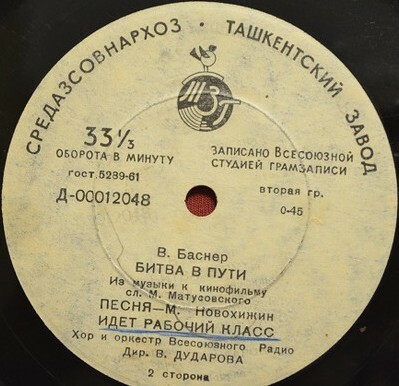 СРЕДАЗСОВНАРХОЗ · ТАШКЕНТСКИЙ ЗАВОД
ТЗГ
33⅓
ОБОРОТА В МИНУТУ
гост.5289-61
Д-00012048
ЗАПИСАНО ВСЕСОЮЗНОЙ
СТУДИЕЙ ГРАМЗАПИСИ
вторая гр.
0-45
В. Баснер
БИТВА В ПУТИ
Из музыки к кинофильму
сл. М. Матусовского
ПЕСНЯ—М. Новохижин
ИДЕТ РАБОЧИЙ КЛАСС
Хор и оркестр Всесоюзного Радио
Дир. В. ДУДАРОВА
2 сторона